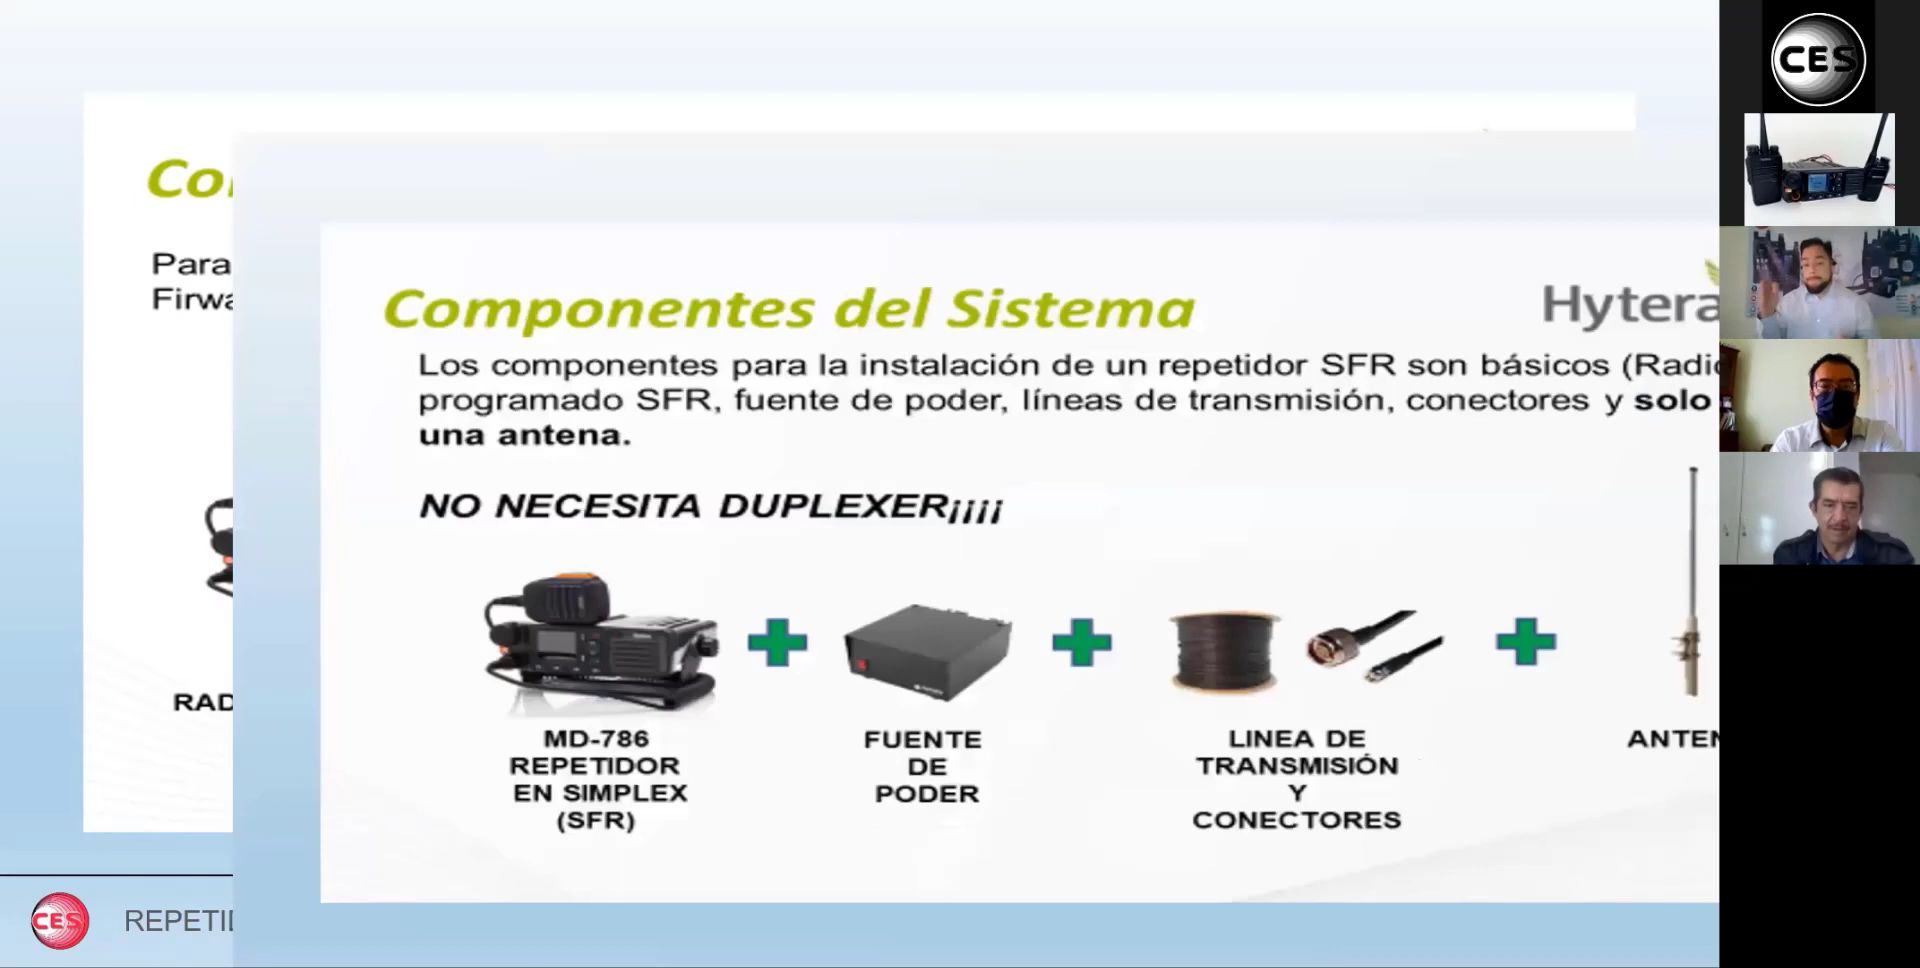 CES
Co
Para
Firwa
Componentes del Sistema
Hytera
Los componentes para la instalación de un repetidor SFR son básicos (Radio
programado SFR, fuente de poder, líneas de transmisión, conectores y solo
una antena.
NO NECESITA DUPLEXER¡¡¡¡
RAD
MD-786
REPETIDOR
EN SIMPLEX
(SFR)
FUENTE
DE
PODER
LINEA DE
TRANSMISIÓN
Y
CONECTORES
ANTEN
CES
REPETID